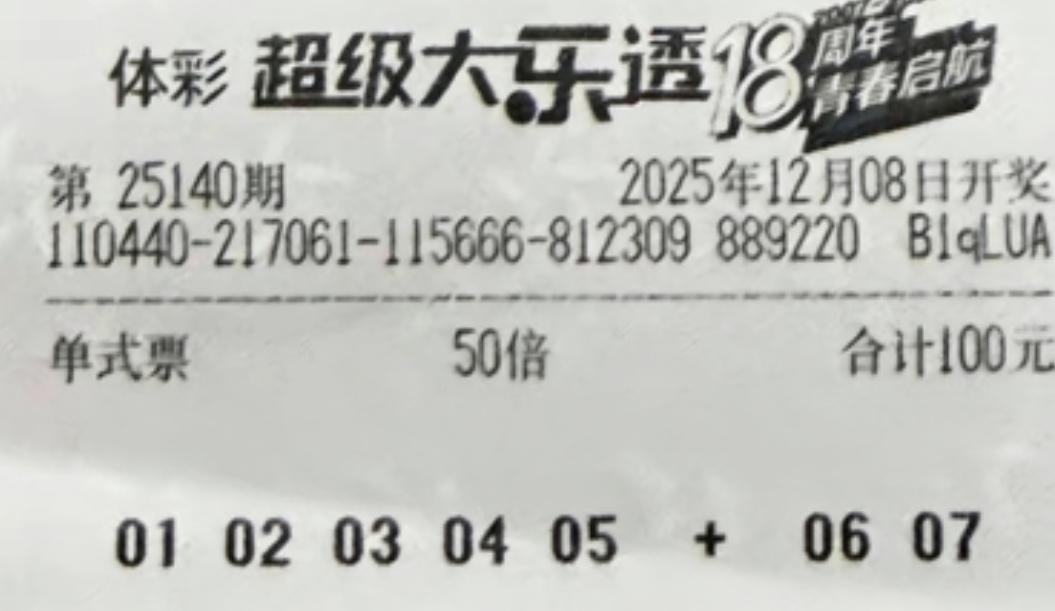 体彩 超级大乐透 18周年 青春启航
第 25140期 2025年12月08日开奖
110440-217061-115666-812309 889220 B1qLUA
单式票 50倍 合计100元
01 02 03 04 05 + 06 07